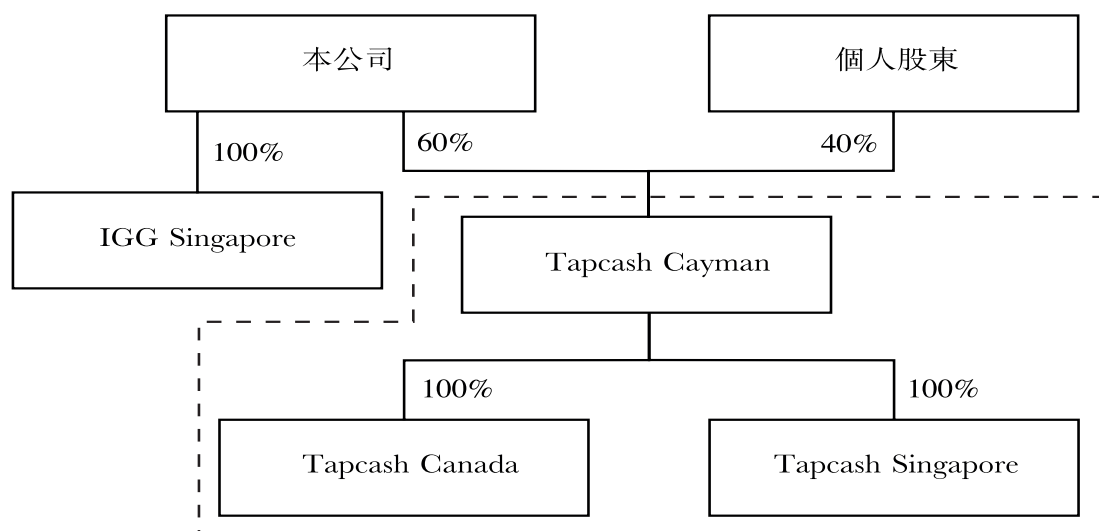 本公司
個人股東
100%
60%
40%
IGG Singapore
Tapcash Cayman
100%
100%
Tapcash Canada
Tapcash Singapore